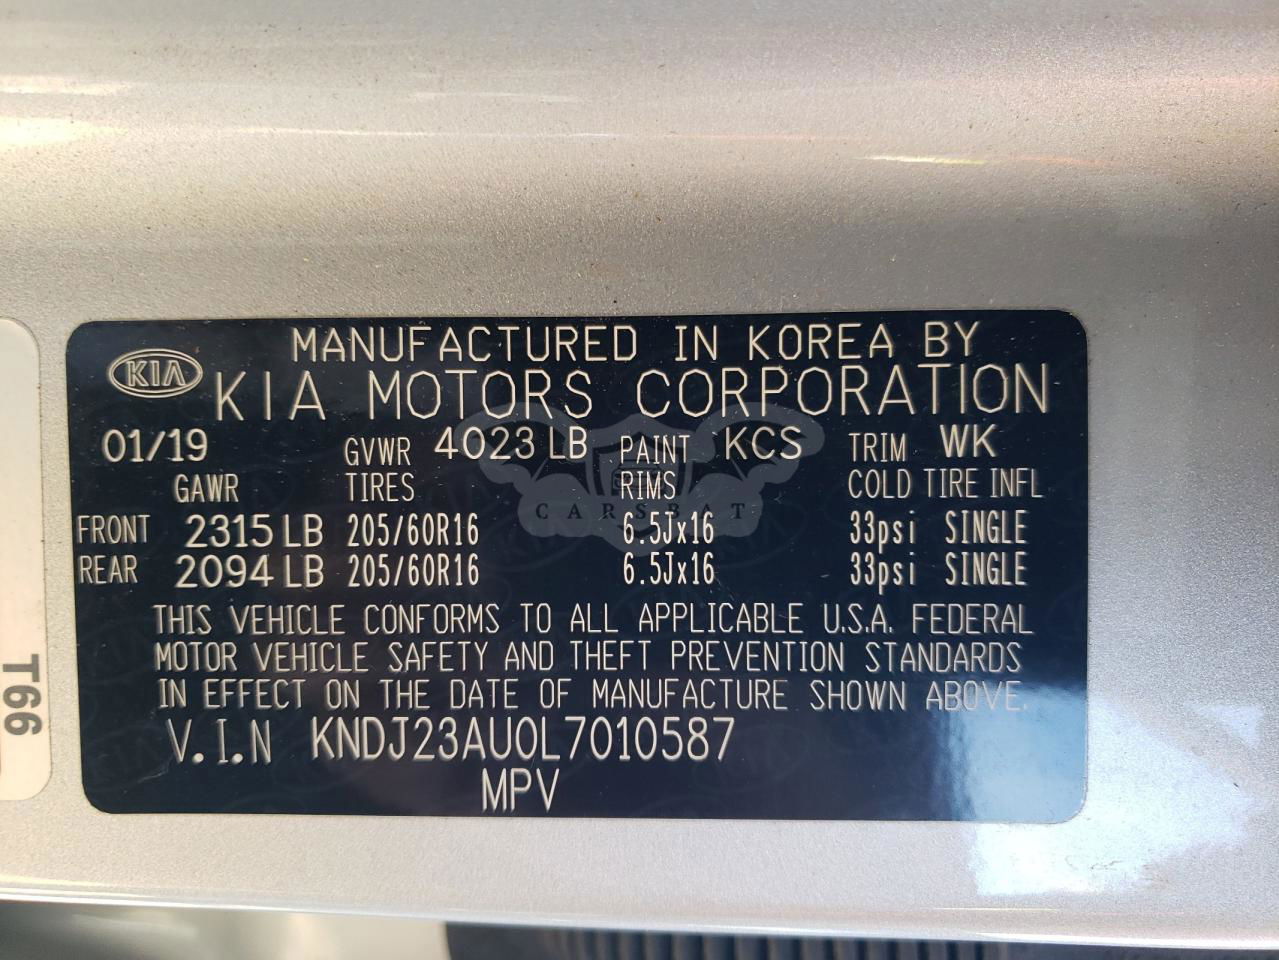 MANUFACTURED IN KOREA BY
KIA KIA MOTORS CORPORATION
01/19 GVWR 4023 LB PAINT KCS TRIM WK
GAWR TIRES RIMS COLD TIRE INFL
CARSBAT
FRONT 2315 LB 205/60R16 6.5Jx16 33psi SINGLE
REAR 2094 LB 205/60R16 6.5Jx16 33psi SINGLE
THIS VEHICLE CONFORMS TO ALL APPLICABLE U.S.A. FEDERAL
MOTOR VEHICLE SAFETY AND THEFT PREVENTION STANDARDS
IN EFFECT ON THE DATE OF MANUFACTURE SHOWN ABOVE.
V.I.N KNDJ23AU0L7010587
MPV
T66